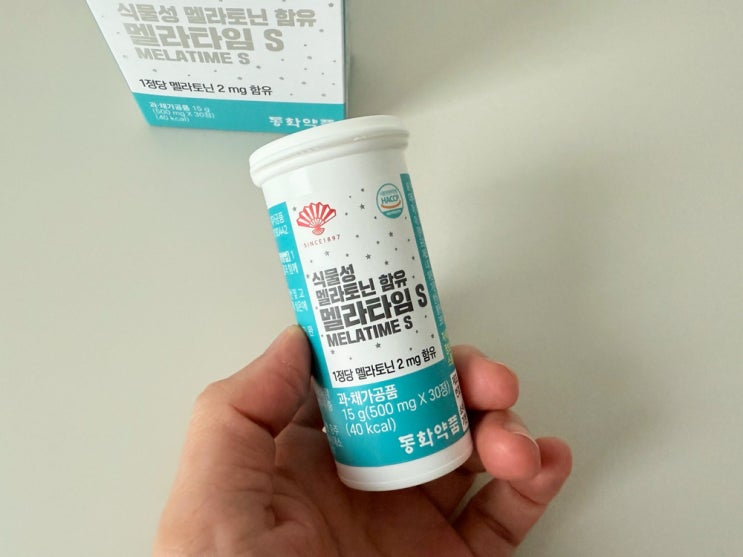 식물성 멜라토닌 함유
멜라타임 S
MELATIME S
1정당 멜라토닌 2 mg 함유
과·채가공품 15 g
(500 mg X 30정)
(40 kcal)
동화약품
SINCE 1897
HACCP
식물성
멜라토닌 함유
멜라타임 S
MELATIME S
1정당 멜라토닌 2 mg 함유
과·채가공품
15 g(500 mg X 30정)
(40 kcal)
동화약품